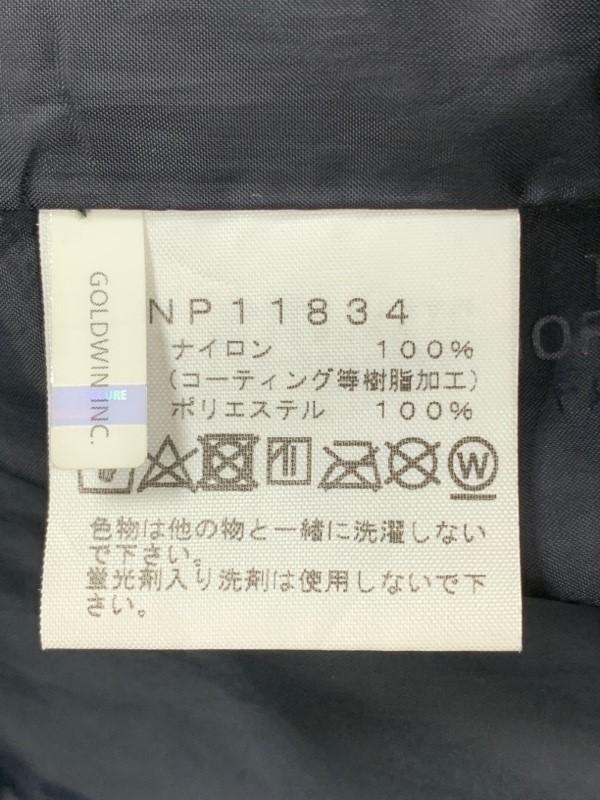 GOLDWIN INC.
NP11834
ナイロン 100%
(コーティング等樹脂加工)
ポリエステル 100%
W
色物は他の物と一緒に洗濯しない
で下さい。
蛍光剤入り洗剤は使用しないで下
さい。